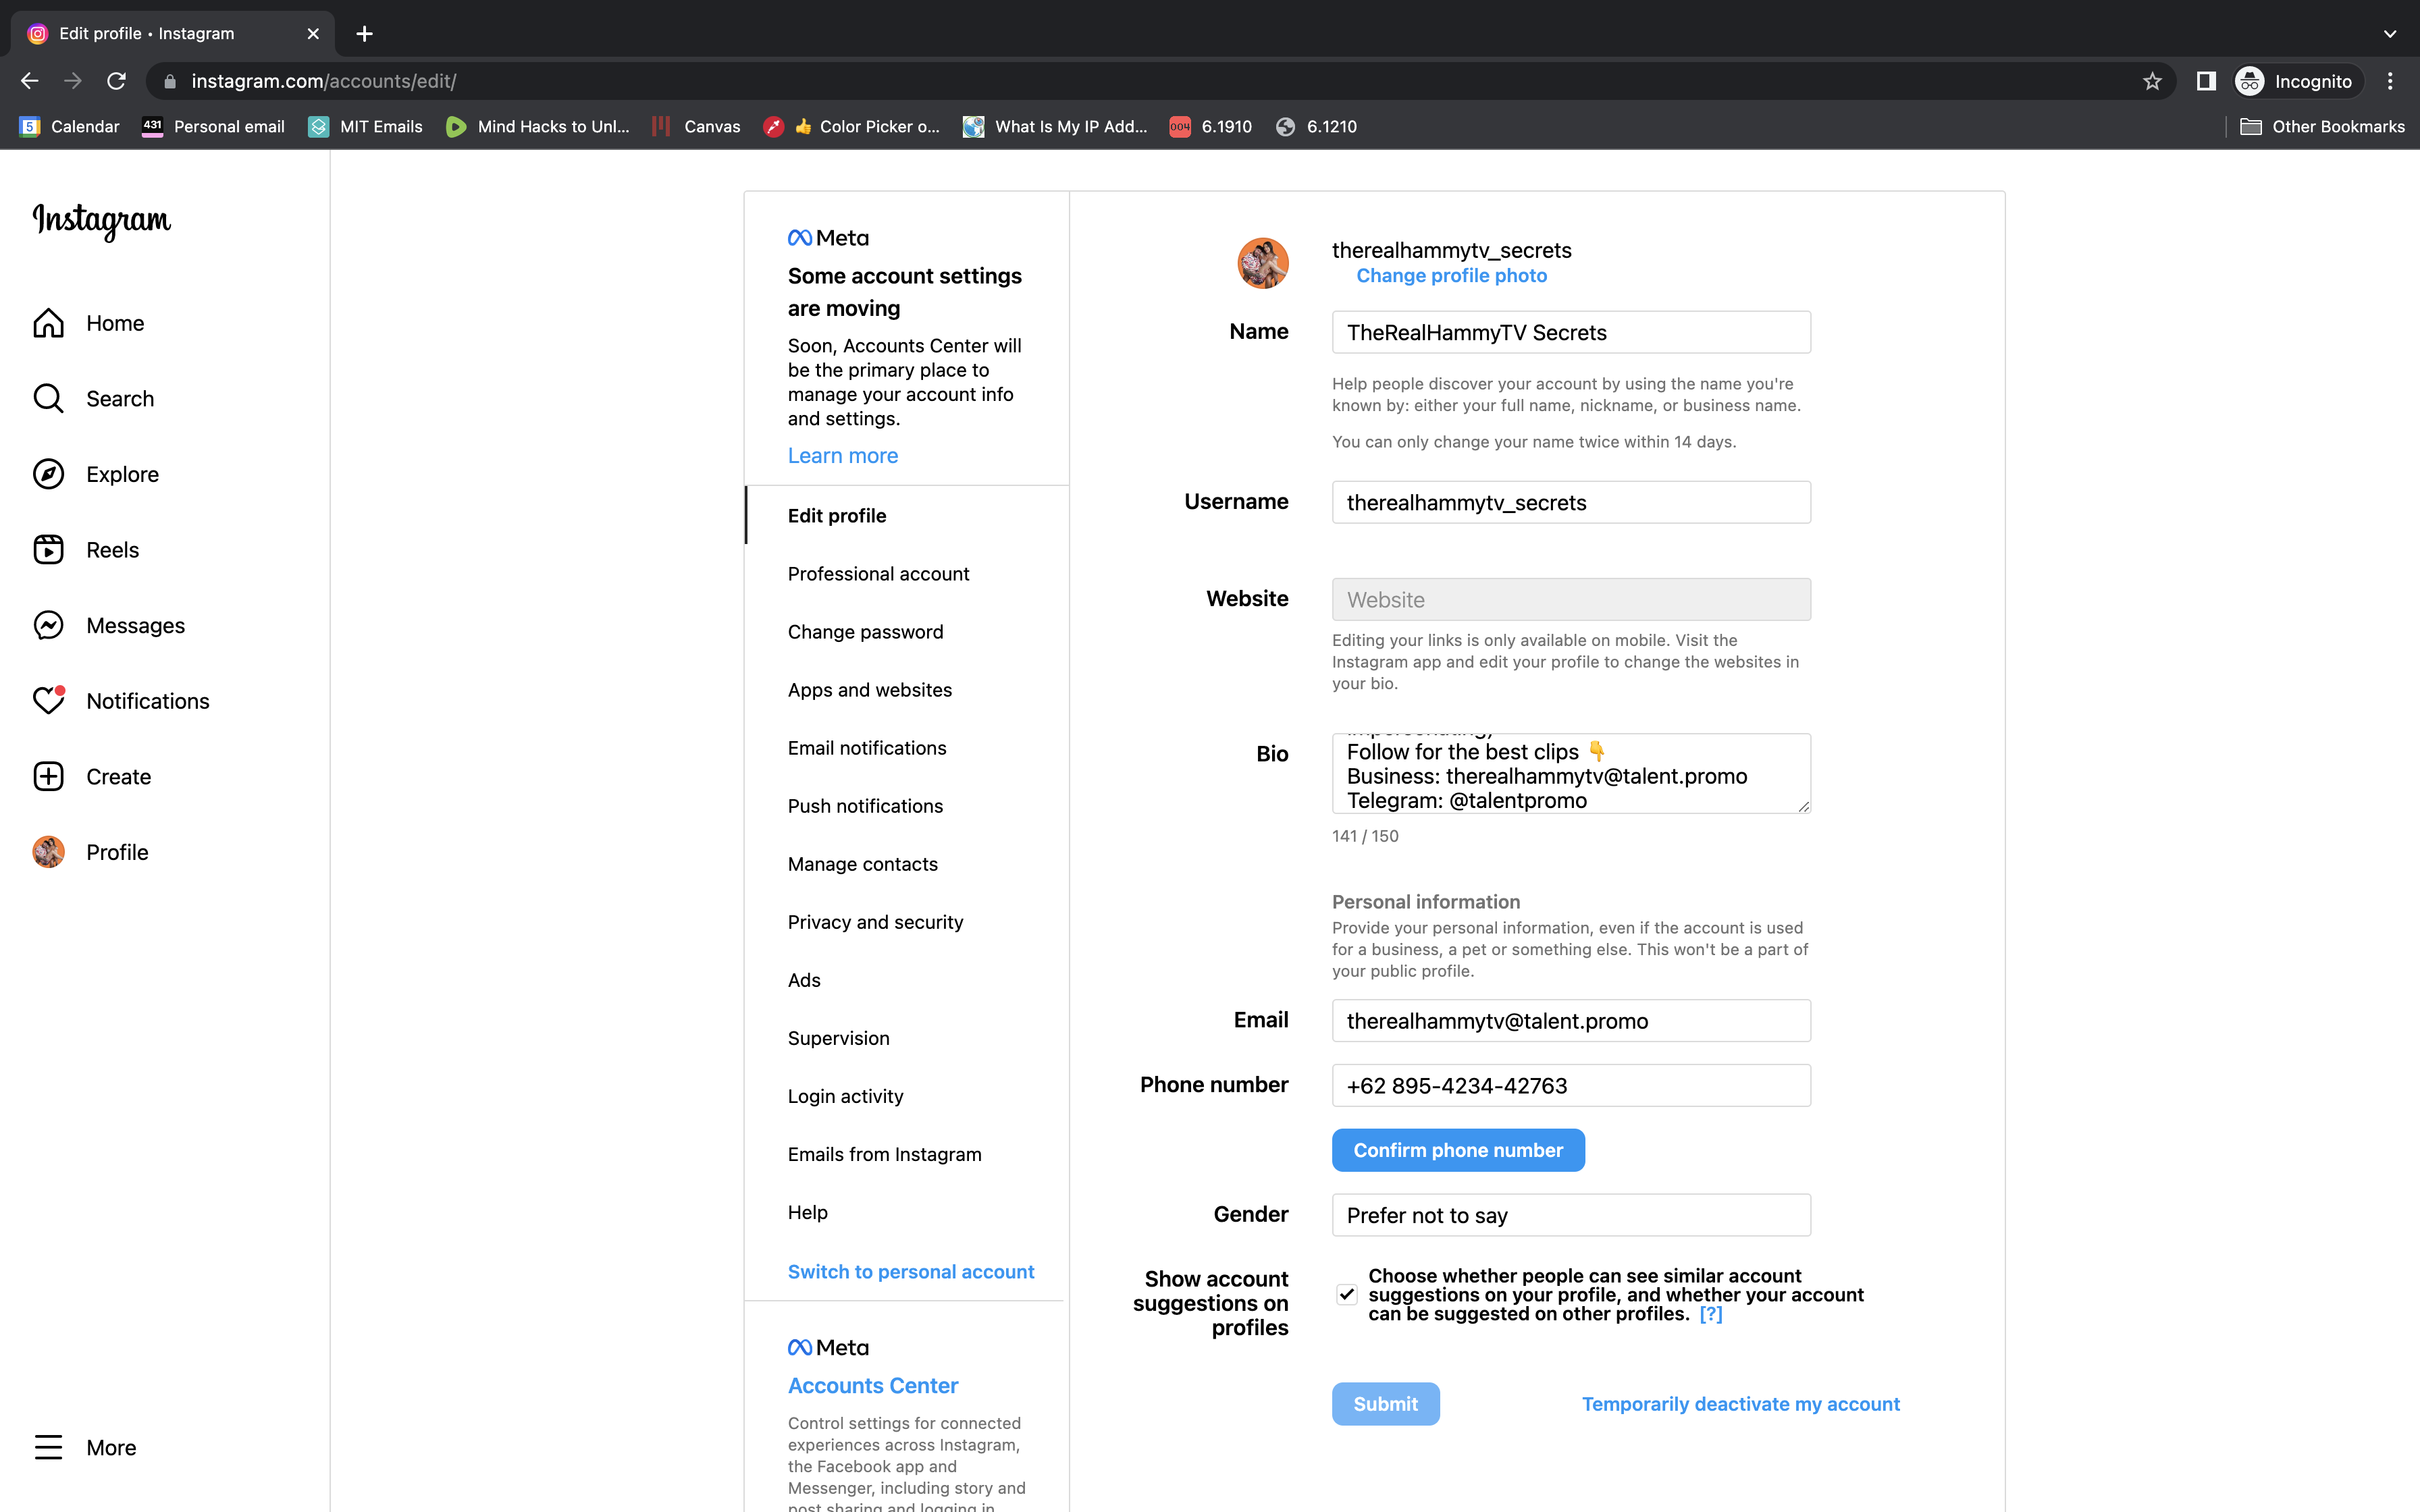 Edit profile • Instagram
instagram.com/accounts/edit/
Incognito
5 Calendar
431 Personal email
MIT Emails
Mind Hacks to Unl...
Canvas
👍 Color Picker o...
What Is My IP Add...
004 6.1910
6.1210
Other Bookmarks
Instagram
Home
Search
Explore
Reels
Messages
Notifications
Create
Profile
More
Meta
Some account settings
are moving
Soon, Accounts Center will
be the primary place to
manage your account info
and settings.
Learn more
Edit profile
Professional account
Change password
Apps and websites
Email notifications
Push notifications
Manage contacts
Privacy and security
Ads
Supervision
Login activity
Emails from Instagram
Help
Switch to personal account
Meta
Accounts Center
Control settings for connected
experiences across Instagram,
the Facebook app and
Messenger, including story and
post sharing and logging in.
therealhammytv_secrets
Change profile photo
Name
TheRealHammyTV Secrets
Help people discover your account by using the name you're
known by: either your full name, nickname, or business name.
You can only change your name twice within 14 days.
Username
therealhammytv_secrets
Website
Website
Editing your links is only available on mobile. Visit the
Instagram app and edit your profile to change the websites in
your bio.
Bio
Follow for the best clips 👇
Business: therealhammytv@talent.promo
Telegram: @talentpromo
141 / 150
Personal information
Provide your personal information, even if the account is used
for a business, a pet or something else. This won't be a part of
your public profile.
Email
therealhammytv@talent.promo
Phone number
+62 895-4234-42763
Confirm phone number
Gender
Prefer not to say
Show account
suggestions on
profiles
Choose whether people can see similar account
suggestions on your profile, and whether your account
can be suggested on other profiles. [?]
Submit
Temporarily deactivate my account